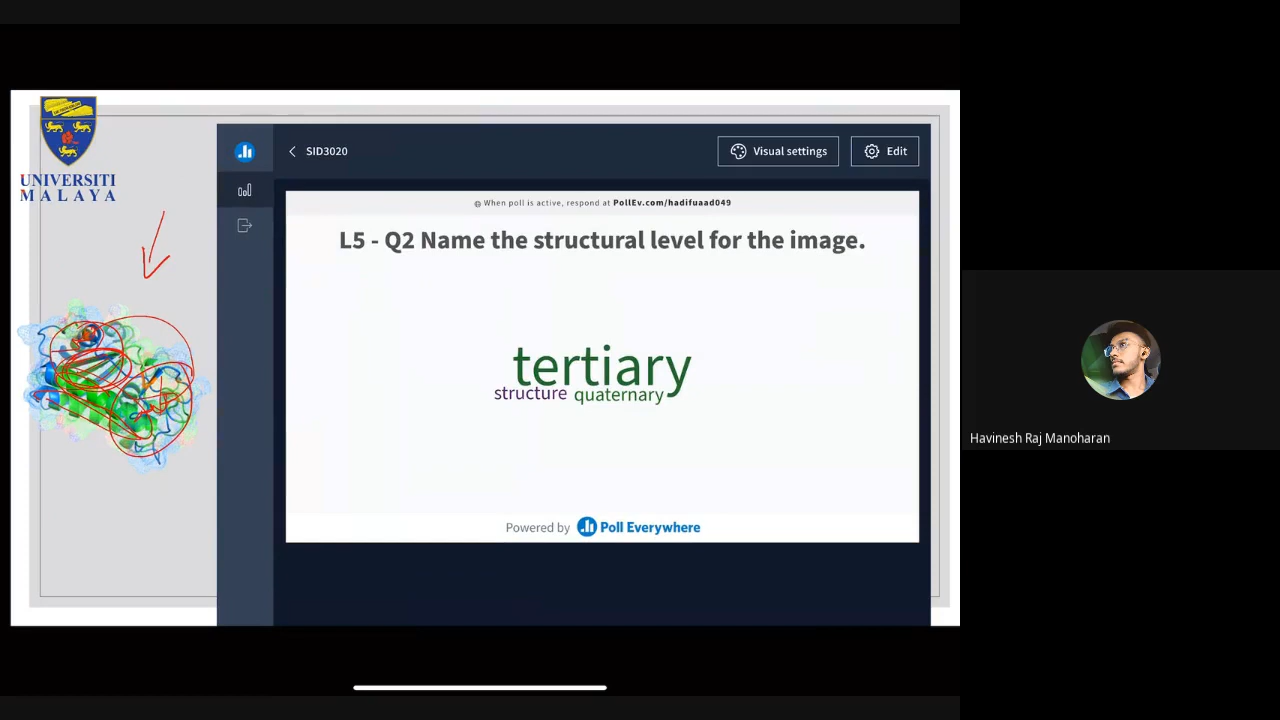 UNIVERSITI
MALAYA
SID3020
Visual settings
Edit
When poll is active, respond at PollEv.com/hadifuaad049
L5 - Q2 Name the structural level for the image.
tertiary
structure quaternary
Powered by Poll Everywhere
Havinesh Raj Manoharan